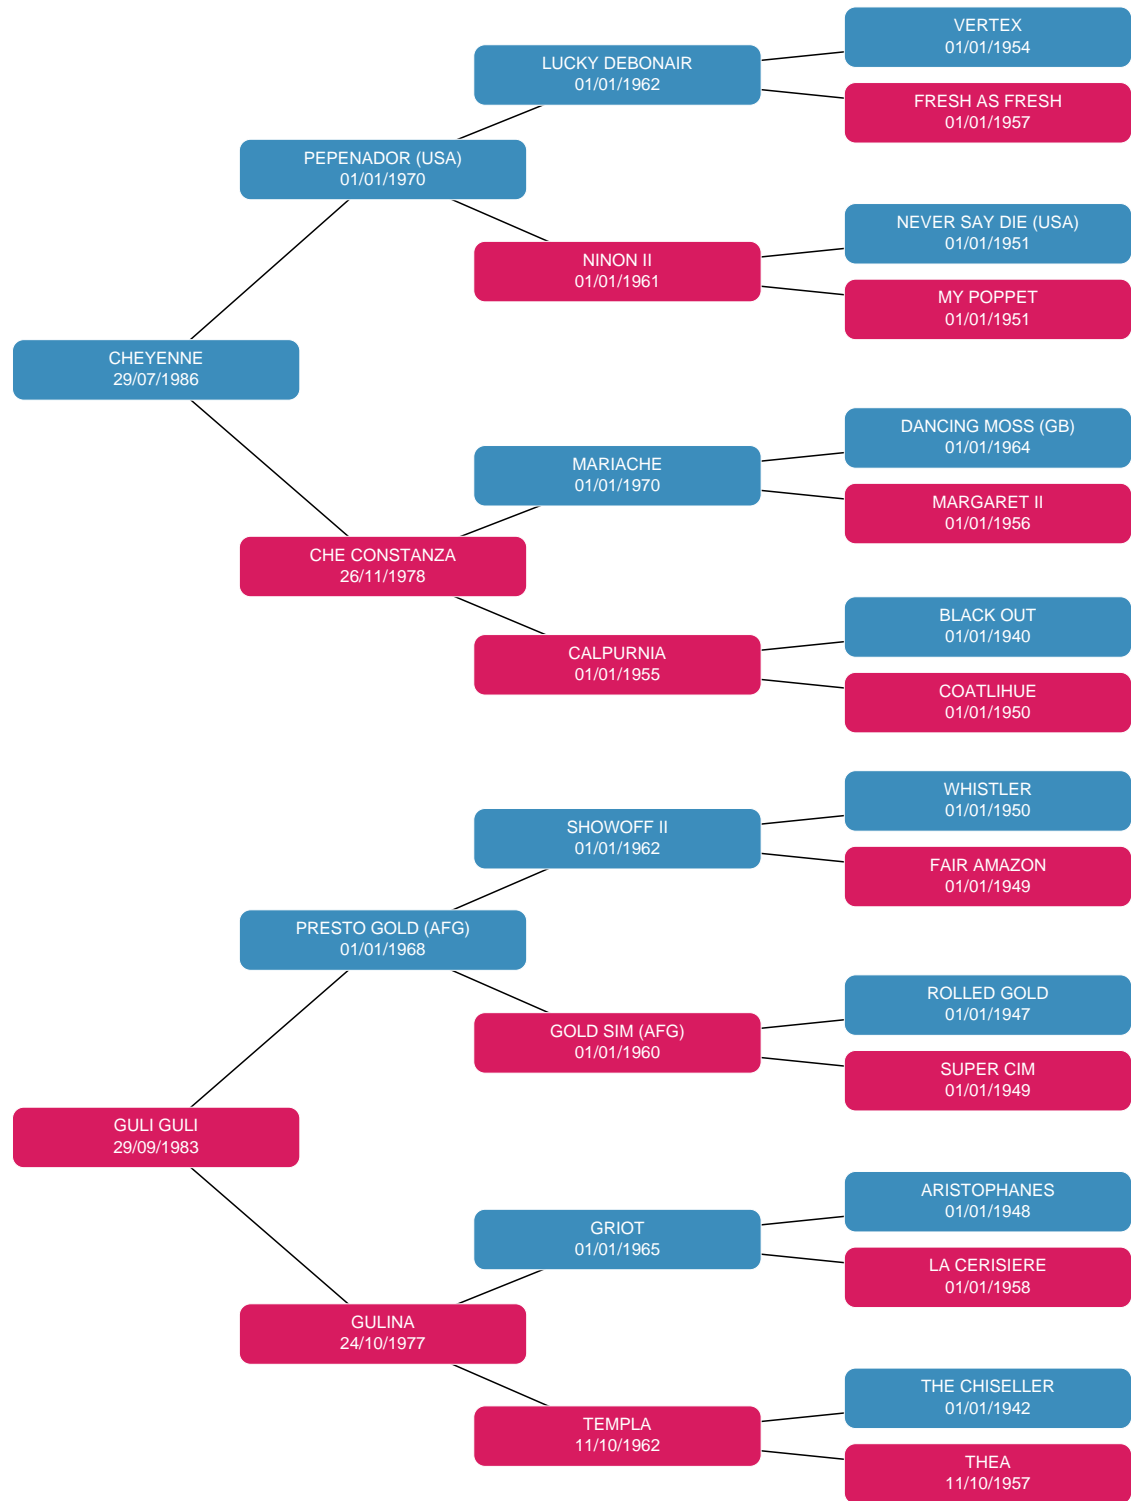 VERTEX
01/01/1954
LUCKY DEBONAIR
01/01/1962
FRESH AS FRESH
01/01/1957
PEPENADOR (USA)
01/01/1970
NEVER SAY DIE (USA)
01/01/1951
NINON II
01/01/1961
MY POPPET
01/01/1951
CHEYENNE
29/07/1986
DANCING MOSS (GB)
01/01/1964
MARIACHE
01/01/1970
MARGARET II
01/01/1956
CHE CONSTANZA
26/11/1978
BLACK OUT
01/01/1940
CALPURNIA
01/01/1955
COATLIHUE
01/01/1950
WHISTLER
01/01/1950
SHOWOFF II
01/01/1962
FAIR AMAZON
01/01/1949
PRESTO GOLD (AFG)
01/01/1968
ROLLED GOLD
01/01/1947
GOLD SIM (AFG)
01/01/1960
SUPER CIM
01/01/1949
GULI GULI
29/09/1983
ARISTOPHANES
01/01/1948
GRIOT
01/01/1965
LA CERISIERE
01/01/1958
GULINA
24/10/1977
THE CHISELLER
01/01/1942
TEMPLA
11/10/1962
THEA
11/10/1957